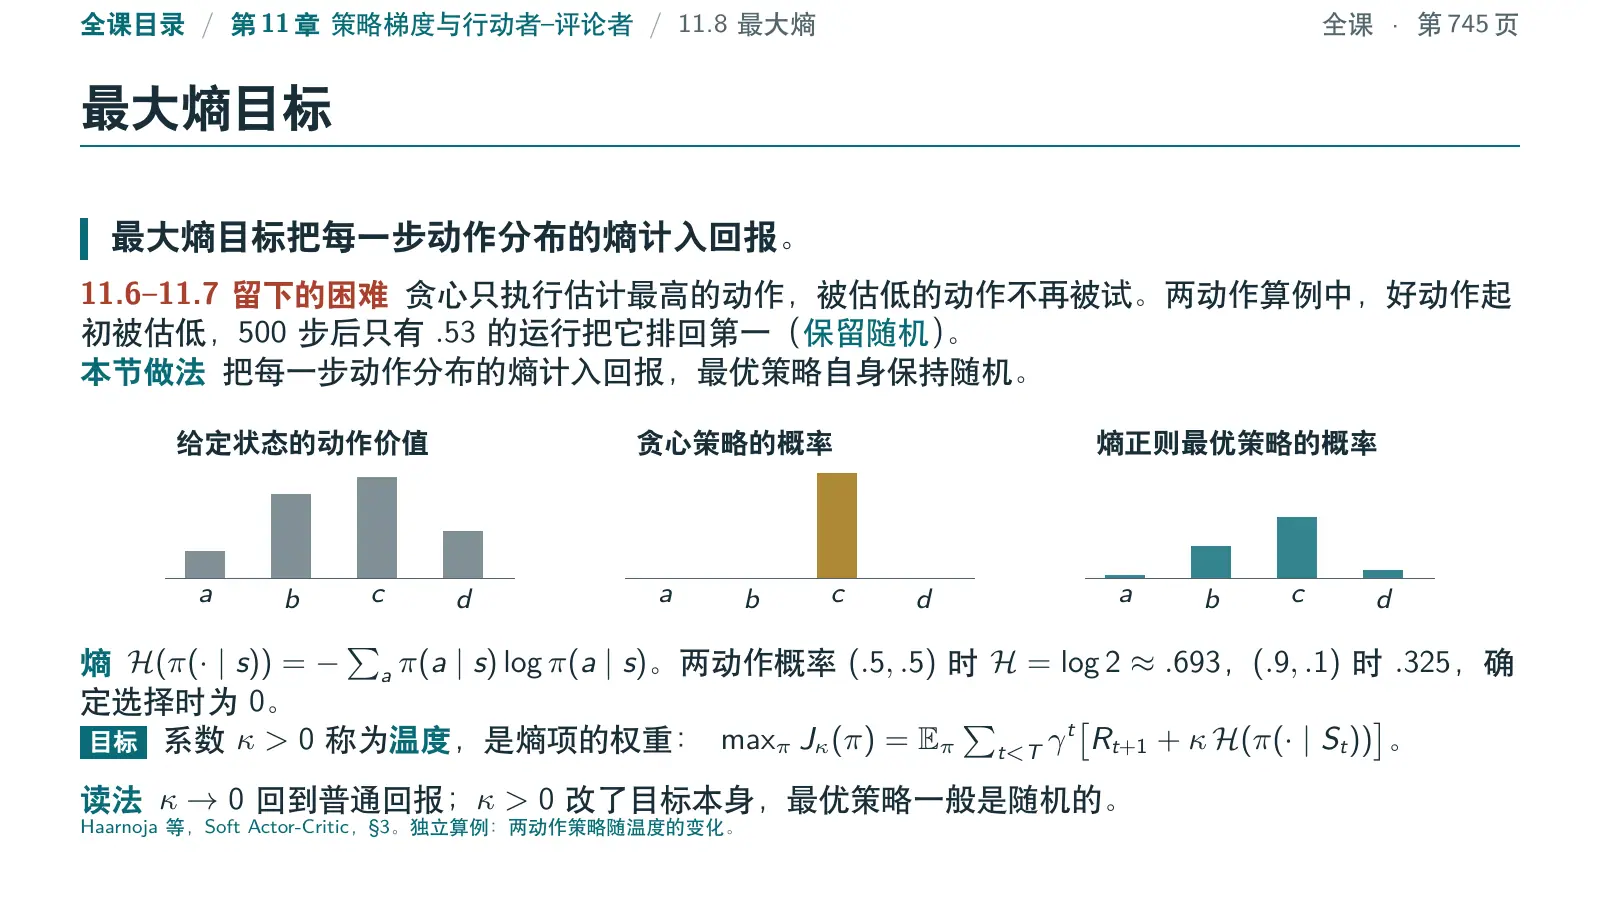 全课目录 / 第 11 章 策略梯度与行动者–评论者 / 11.8 最大熵
全课 · 第 745 页
最大熵目标
最大熵目标把每一步动作分布的熵计入回报。
11.6–11.7 留下的困难 贪心只执行估计最高的动作，被估低的动作不再被试。两动作算例中，好动作起
初被估低，500 步后只有 .53 的运行把它排回第一（保留随机）。
本节做法 把每一步动作分布的熵计入回报，最优策略自身保持随机。
给定状态的动作价值
a b c d
贪心策略的概率
a b c d
熵正则最优策略的概率
a b c d
熵 H(π(· | s)) = − ∑_a π(a | s) log π(a | s)。两动作概率 (.5, .5) 时 H = log 2 ≈ .693，(.9, .1) 时 .325，确
定选择时为 0。
目标 系数 κ > 0 称为温度，是熵项的权重： max_π J_κ(π) = 𝔼_π ∑_{t<T} γ^t [R_{t+1} + κ H(π(· | S_t))]。
读法 κ → 0 回到普通回报；κ > 0 改了目标本身，最优策略一般是随机的。
Haarnoja 等，Soft Actor-Critic，§3。独立算例：两动作策略随温度的变化。